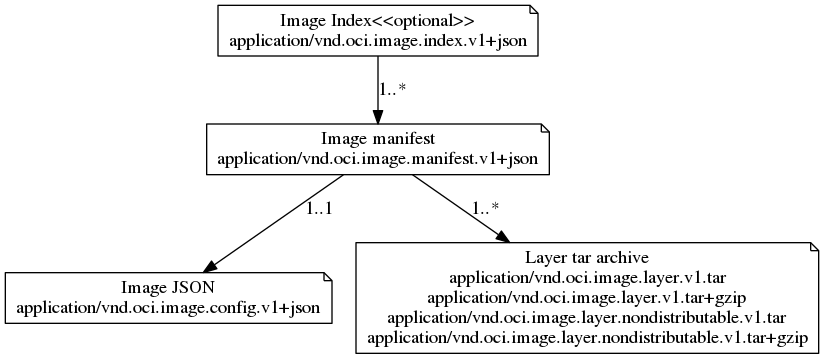 Image Index<<optional>>
application/vnd.oci.image.index.v1+json
1..*
Image manifest
application/vnd.oci.image.manifest.v1+json
1..1
1..*
Image JSON
application/vnd.oci.image.config.v1+json
Layer tar archive
application/vnd.oci.image.layer.v1.tar
application/vnd.oci.image.layer.v1.tar+gzip
application/vnd.oci.image.layer.nondistributable.v1.tar
application/vnd.oci.image.layer.nondistributable.v1.tar+gzip